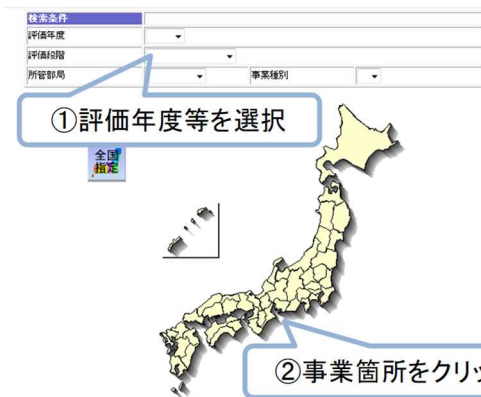 検索条件
評価年度
評価段階
所管部局 事業種別
①評価年度等を選択
全国
指定
②事業箇所をクリッ